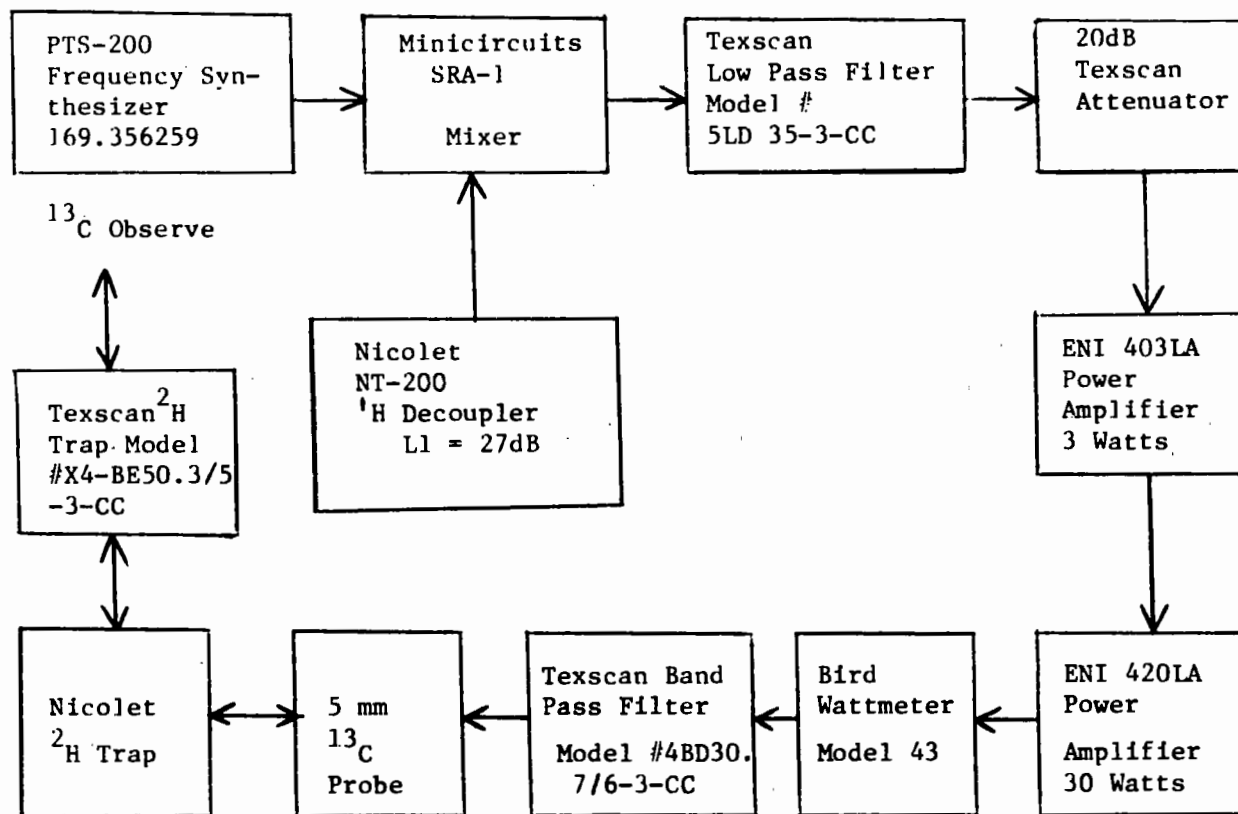 PTS-200
Frequency Syn-
thesizer
169.356259
Minicircuits
SRA-1
Mixer
Texscan
Low Pass Filter
Model #
5LD 35-3-CC
20dB
Texscan
Attenuator
13C Observe
Nicolet
NT-200
1H Decoupler
L1 = 27dB
ENI 403LA
Power
Amplifier
3 Watts
Texscan 2H
Trap Model
#X4-BE50.3/5
-3-CC
Nicolet
2H Trap
5 mm
13C
Probe
Texscan Band
Pass Filter
Model #4BD30.
7/6-3-CC
Bird
Wattmeter
Model 43
ENI 420LA
Power
Amplifier
30 Watts